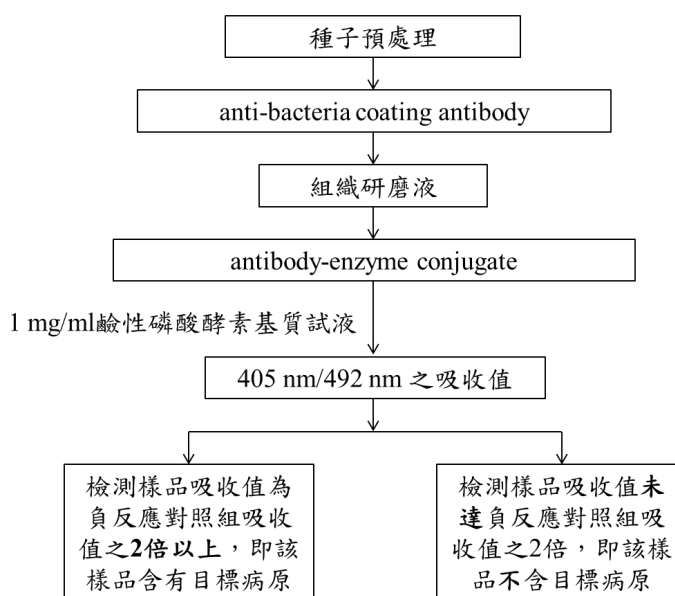 種子預處理
anti-bacteria coating antibody
組織研磨液
antibody-enzyme conjugate
1 mg/ml鹼性磷酸酵素基質試液
405 nm/492 nm 之吸收值
檢測樣品吸收值為
負反應對照組吸收
值之2倍以上，即該
樣品含有目標病原
檢測樣品吸收值未
達負反應對照組吸
收值之2倍，即該樣
品不含目標病原